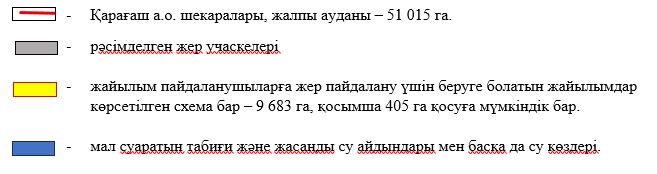 - Қарағаш а.о. шекаралары, жалпы ауданы – 51 015 га.
- рәсімделген жер учаскелері
- жайылым пайдаланушыларға жер пайдалану үшін беруге болатын жайылымдар
көрсетілген схема бар – 9 683 га, қосымша 405 га қосуға мүмкіндік бар.
- мал суаратын табиғи және жасанды су айдындары мен басқа да су көздері.